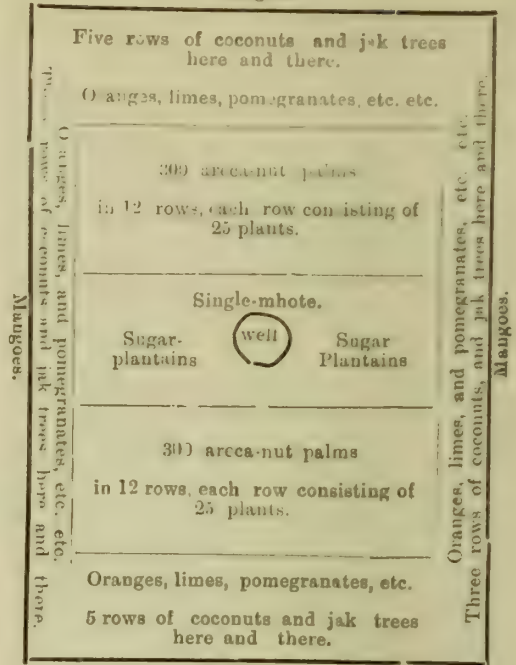 Five rows of coconuts and jak trees
here and there.
Oranges, limes, pomegranates, etc. etc.
300 areca-nut palms
in 12 rows, each row consisting of
25 plants.
Single-mhote.
well
Sugar-
plantains
Sugar
Plantains
300 areca-nut palms
in 12 rows, each row consisting of
25 plants.
Oranges, limes, pomegranates, etc.
5 rows of coconuts and jak trees
here and there.
Mangoes.
Three rows of coconuts and jak trees here and there.
Oranges, limes, and pomegranates, etc. etc.
Oranges, limes, and pomegranates, etc. etc.
Three rows of coconuts, and jak trees here and there.
Mangoes.